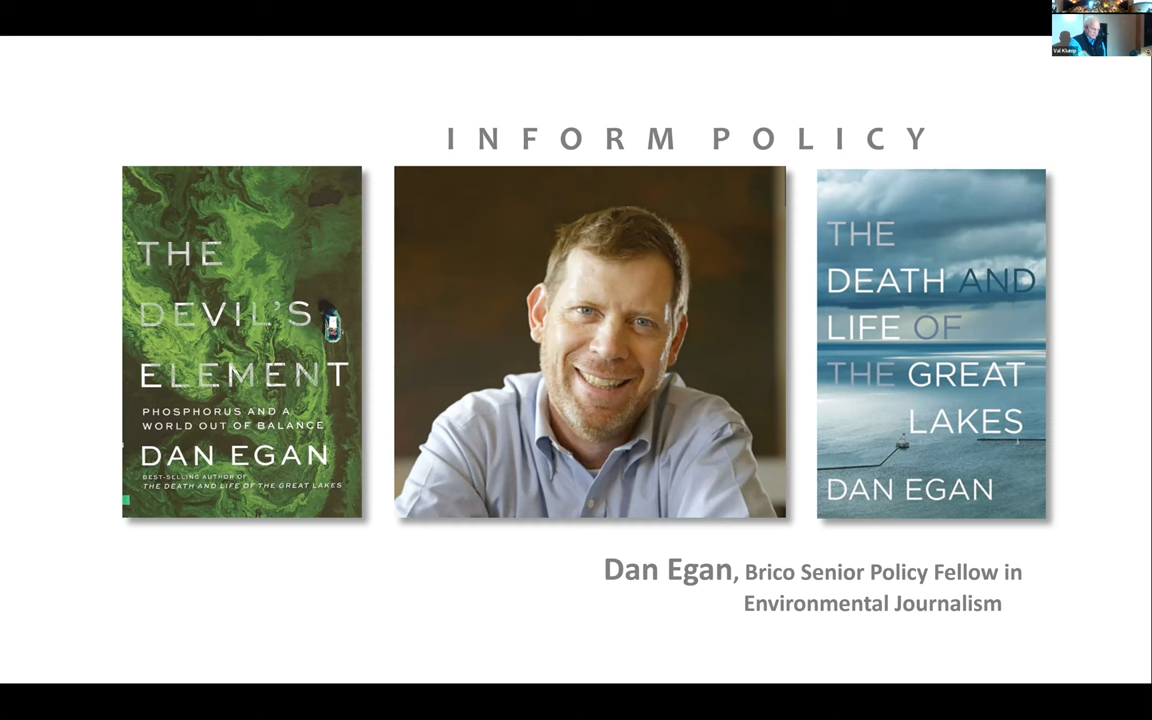 Val Klump
INFORM POLICY
THE
DEVIL'S
ELEMENT
PHOSPHORUS AND A
WORLD OUT OF BALANCE
DAN EGAN
BEST-SELLING AUTHOR OF
THE DEATH AND LIFE OF THE GREAT LAKES
THE
DEATH AND
LIFE OF
THE GREAT
LAKES
DAN EGAN
Dan Egan, Brico Senior Policy Fellow in
Environmental Journalism